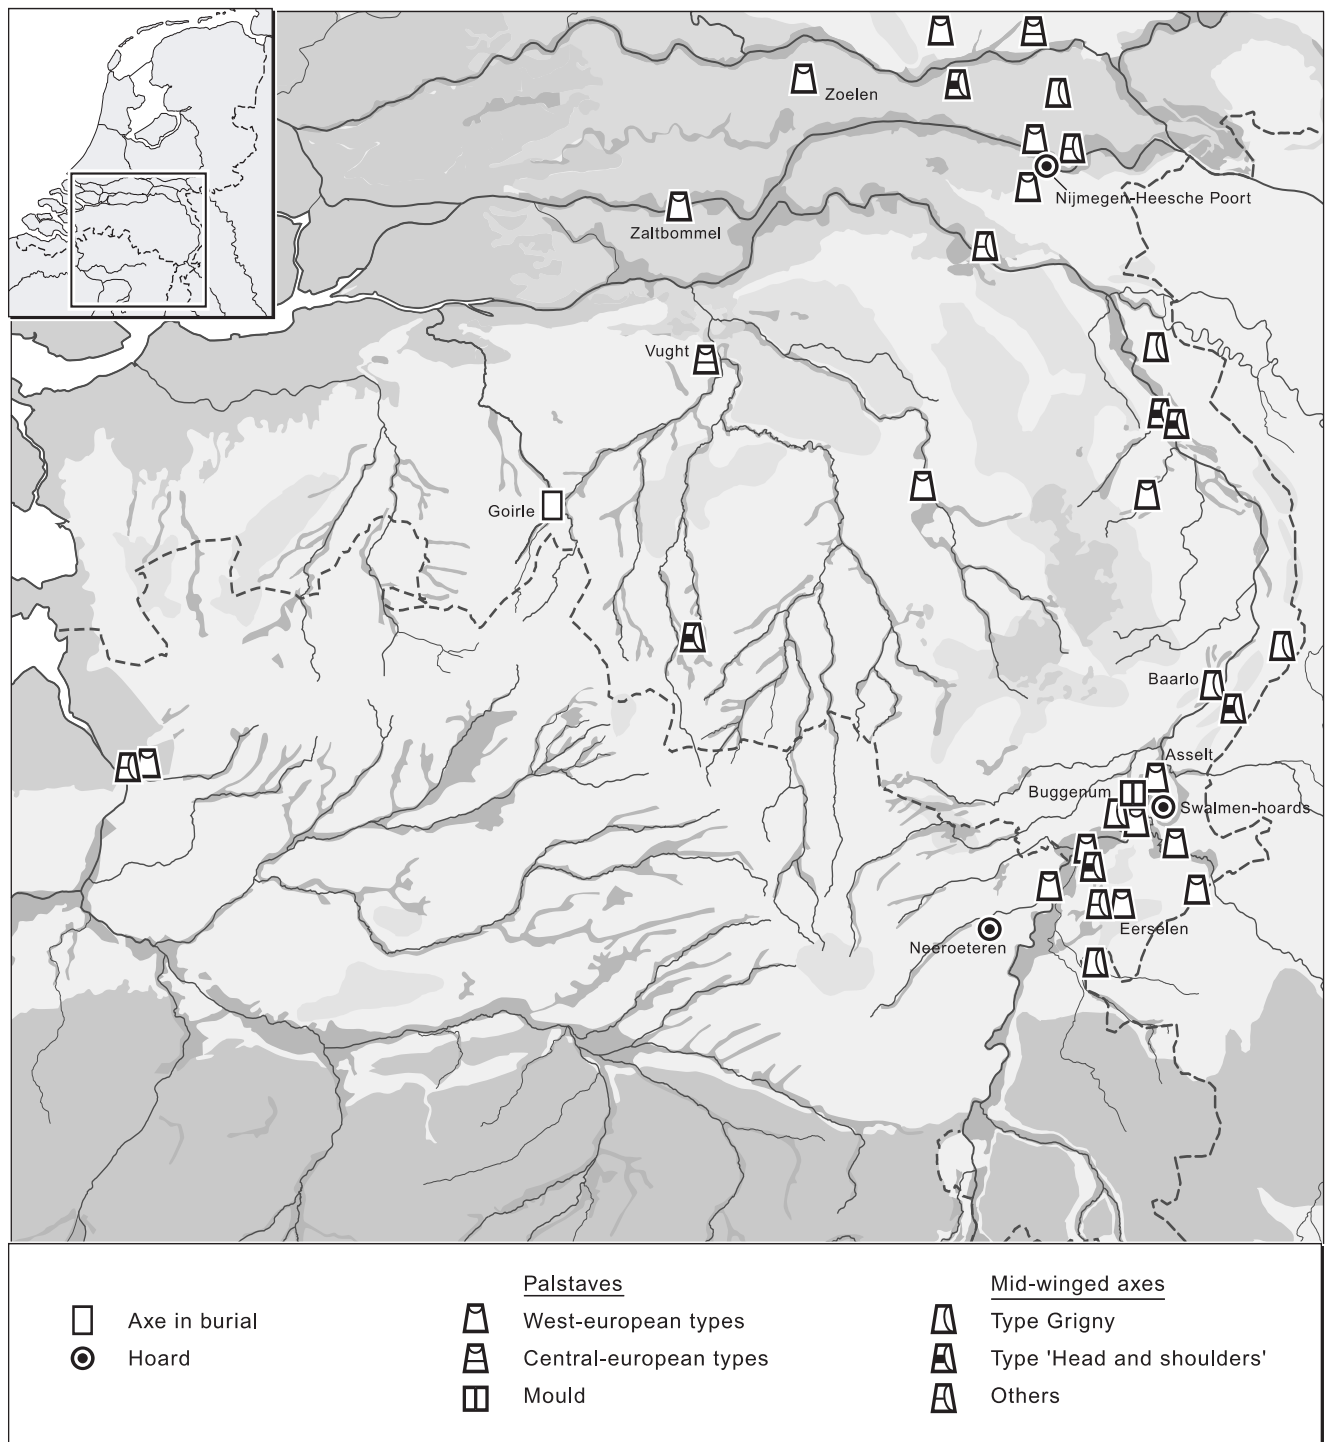 Zoelen
Nijmegen-Heesche Poort
Zaltbommel
Vught
Goirle
Baarlo
Asselt
Buggenum
Swalmen-hoards
Eerselen
Neeroeteren
Palstaves
Mid-winged axes
Axe in burial
West-european types
Type Grigny
Hoard
Central-european types
Type 'Head and shoulders'
Mould
Others